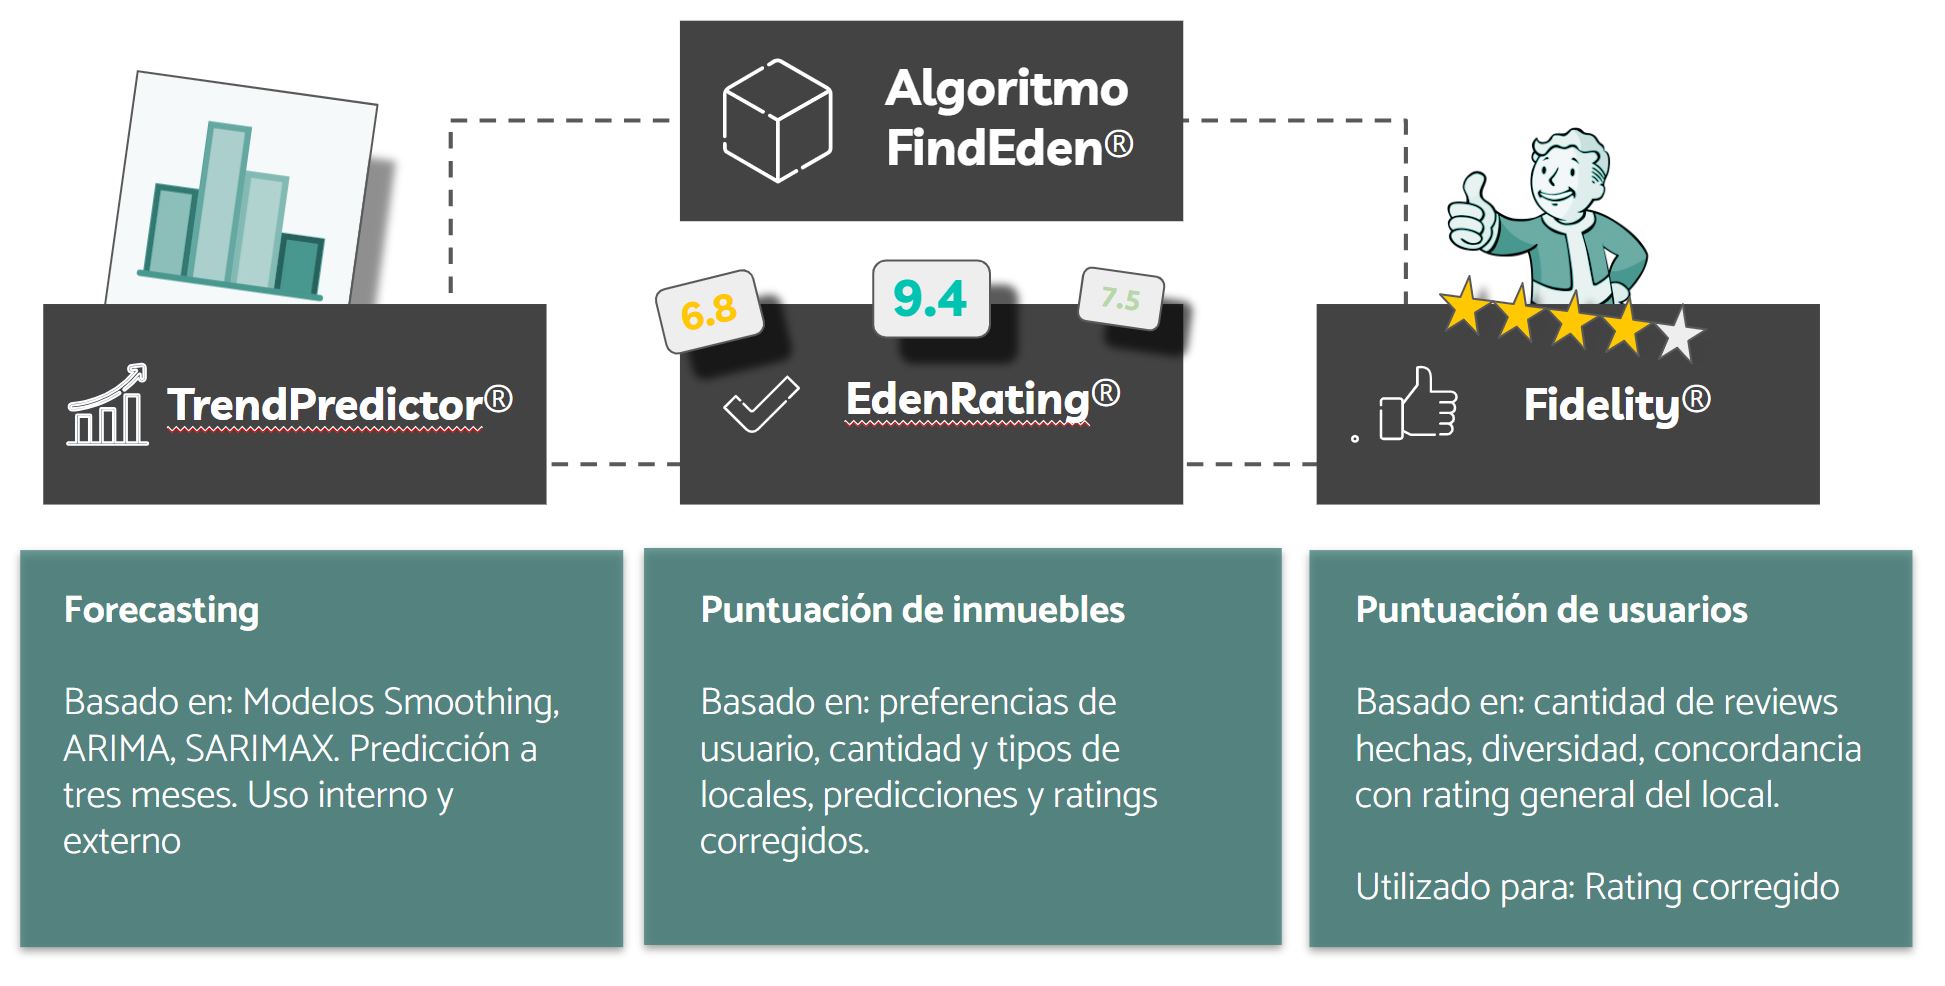 Algoritmo
FindEden®
6.8
9.4
7.5
TrendPredictor®
EdenRating®
Fidelity®
Forecasting
Basado en: Modelos Smoothing,
ARIMA, SARIMAX. Predicción a
tres meses. Uso interno y
externo
Puntuación de inmuebles
Basado en: preferencias de
usuario, cantidad y tipos de
locales, predicciones y ratings
corregidos.
Puntuación de usuarios
Basado en: cantidad de reviews
hechas, diversidad, concordancia
con rating general del local.
Utilizado para: Rating corregido